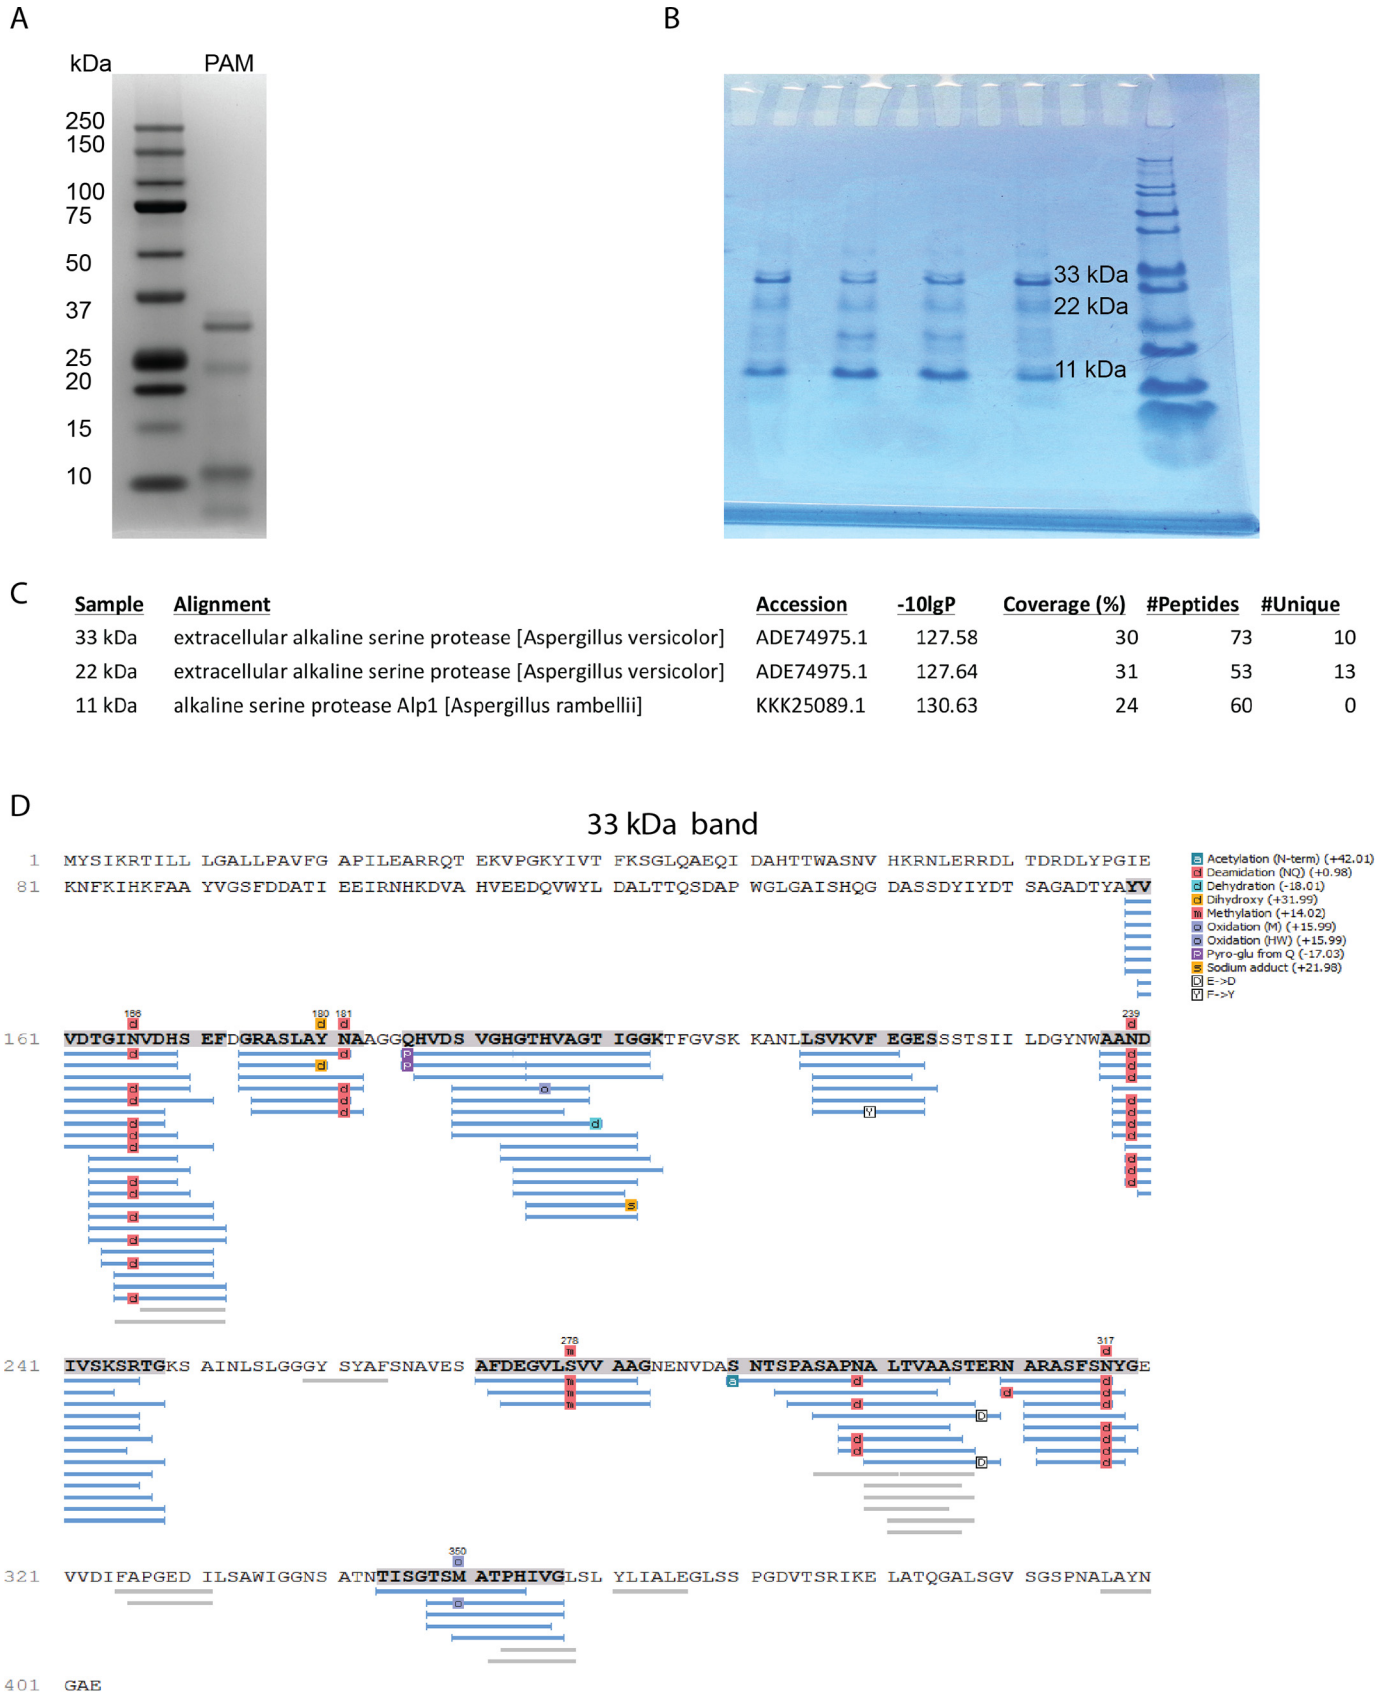 A
B
kDa
PAM
250
150
100
75
50
37
25
20
15
10
33 kDa
22 kDa
11 kDa
C
Sample Alignment Accession -10lgP Coverage (%) #Peptides #Unique
33 kDa extracellular alkaline serine protease [Aspergillus versicolor] ADE74975.1 127.58 30 73 10
22 kDa extracellular alkaline serine protease [Aspergillus versicolor] ADE74975.1 127.64 31 53 13
11 kDa alkaline serine protease Alp1 [Aspergillus rambellii] KKK25089.1 130.63 24 60 0
D
33 kDa band
1 MYSIKRTILL LGALLPAVFG APILEARRQT EKVPGKYIVT FKSGLQAEQI DAHTTWASNV HKRNLERRDL TDRDLYPGIE
81 KNFKIHKFAA YVGSFDDATI EEIRNHKDVA HVEEDQVWYL DALTTQSDAP WGLGAISHQG DASSDYIYDT SAGADTYAYV
a Acetylation (N-term) (+42.01)
d Deamidation (NQ) (+0.98)
d Dehydration (-18.01)
d Dihydroxy (+31.99)
m Methylation (+14.02)
o Oxidation (M) (+15.99)
o Oxidation (HW) (+15.99)
P Pyro-glu from Q (-17.03)
s Sodium adduct (+21.98)
D E->D
Y F->Y
166 180 181 239
d d d d
161 VDTGINVDHS EFDGRASLAY NAAGGQHVDS VGHGTHVAGT IGGKTFGVSK KANLLSVKVF EGESSSTSII LDGYNWAAND
278 317
m d
241 IVSKSRTGKS AINLSLGGGY SYAFSNAVES AFDEGVLSVV AAGNENVDAS NTSPASAPNA LTVAASTERN ARASFSNYGE
350
o
321 VVDIFAPGED ILSAWIGGNS ATNTISGTSM ATPHIVGLSL YLIALEGLSS PGDVTSRIKE LATQGALSGV SGSPNALAYN
401 GAE